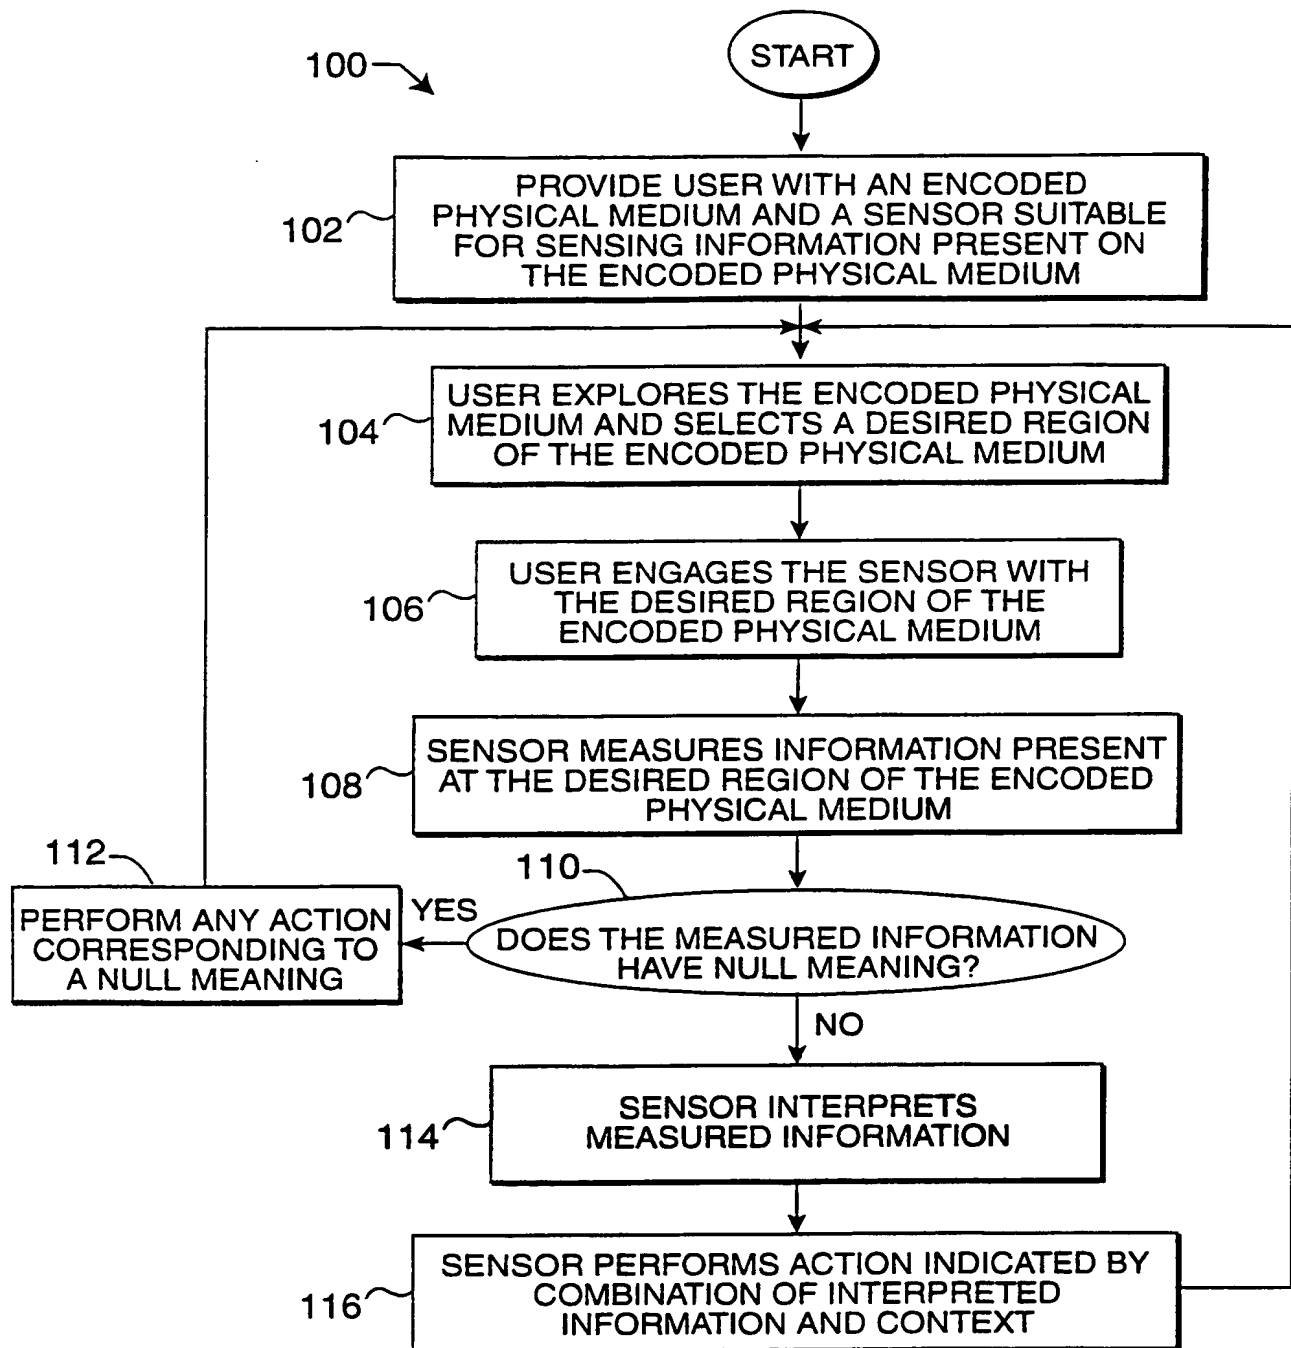 START
100
PROVIDE USER WITH AN ENCODED
PHYSICAL MEDIUM AND A SENSOR SUITABLE
FOR SENSING INFORMATION PRESENT ON
THE ENCODED PHYSICAL MEDIUM
102
USER EXPLORES THE ENCODED PHYSICAL
MEDIUM AND SELECTS A DESIRED REGION
OF THE ENCODED PHYSICAL MEDIUM
104
USER ENGAGES THE SENSOR WITH
THE DESIRED REGION OF THE
ENCODED PHYSICAL MEDIUM
106
SENSOR MEASURES INFORMATION PRESENT
AT THE DESIRED REGION OF THE ENCODED
PHYSICAL MEDIUM
108
110
DOES THE MEASURED INFORMATION
HAVE NULL MEANING?
YES
112
PERFORM ANY ACTION
CORRESPONDING TO
A NULL MEANING
NO
SENSOR INTERPRETS
MEASURED INFORMATION
114
SENSOR PERFORMS ACTION INDICATED BY
COMBINATION OF INTERPRETED
INFORMATION AND CONTEXT
116